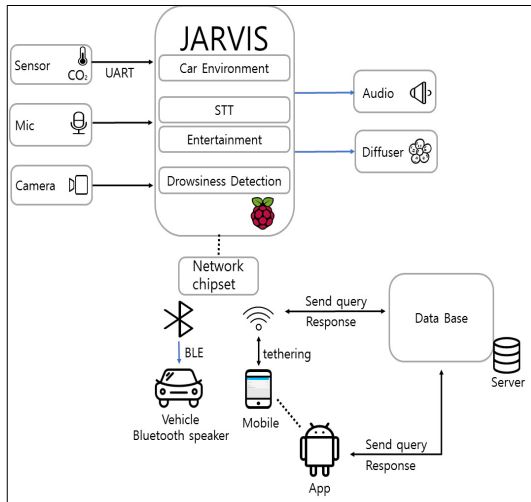 JARVIS
Sensor
CO₂
UART
Car Environment
Mic
STT
Entertainment
Camera
Drowsiness Detection
Audio
Diffuser
Network
chipset
BLE
Vehicle
Bluetooth speaker
tethering
Mobile
Send query
Response
Data Base
Server
Send query
Response
App